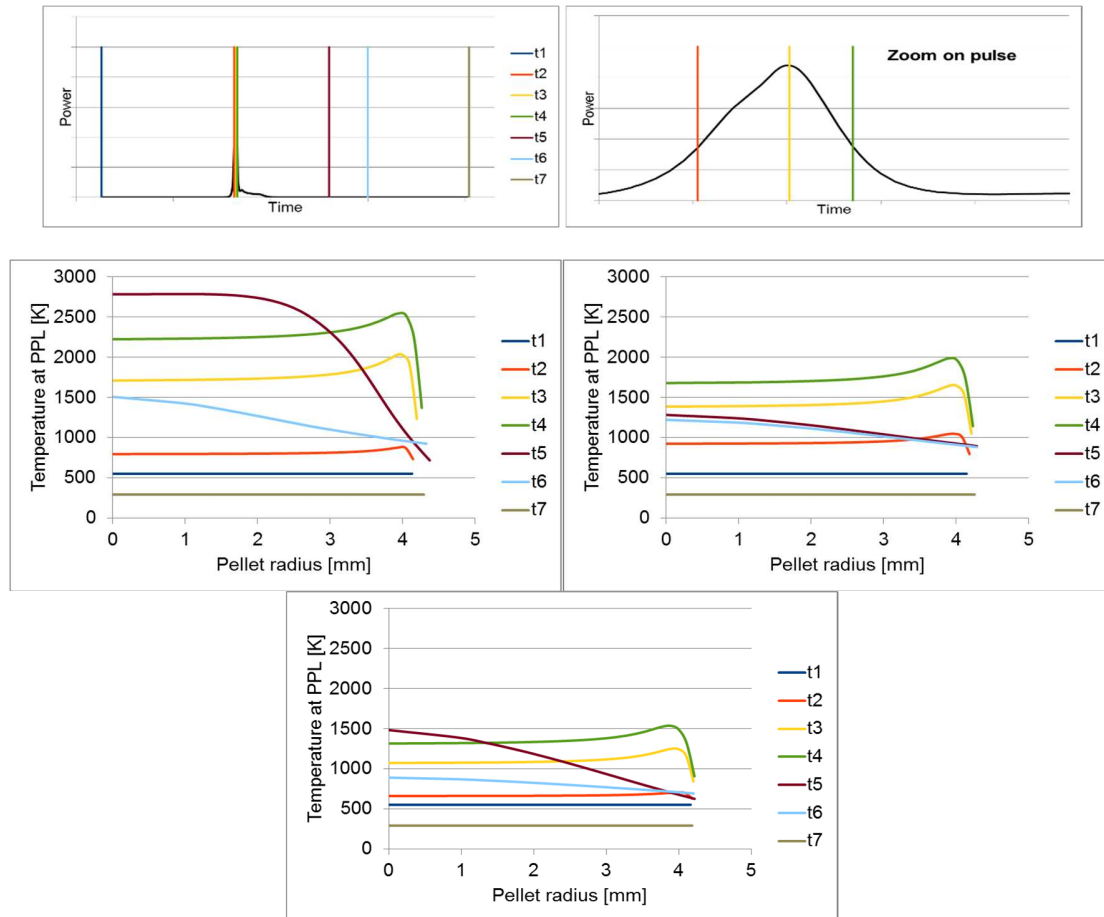 Power
Time
t1
t2
t3
t4
t5
t6
t7
Zoom on pulse
Power
Time
Temperature at PPL [K]
3000
2500
2000
1500
1000
500
0
0 1 2 3 4 5
Pellet radius [mm]
t1
t2
t3
t4
t5
t6
t7
Temperature at PPL [K]
3000
2500
2000
1500
1000
500
0
0 1 2 3 4 5
Pellet radius [mm]
t1
t2
t3
t4
t5
t6
t7
Temperature at PPL [K]
3000
2500
2000
1500
1000
500
0
0 1 2 3 4 5
Pellet radius [mm]
t1
t2
t3
t4
t5
t6
t7